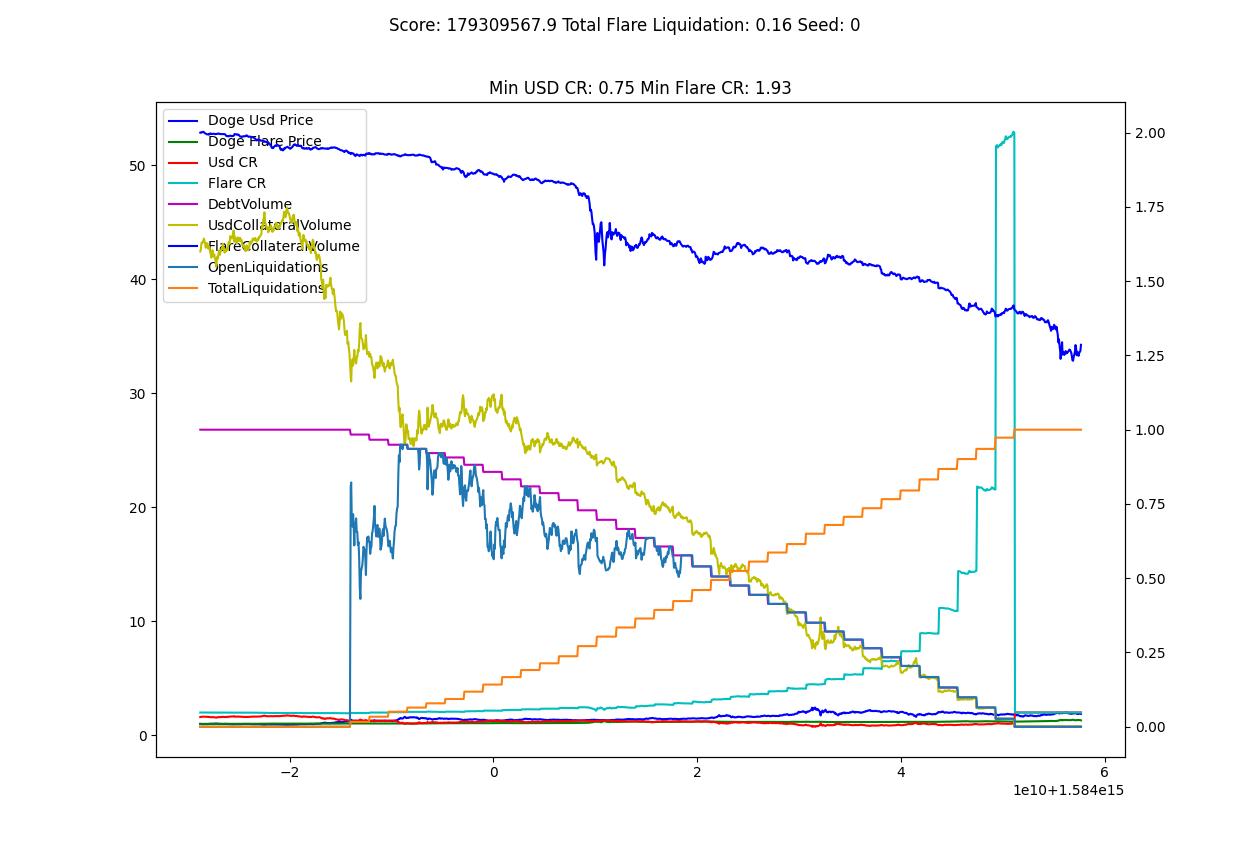 Score: 179309567.9 Total Flare Liquidation: 0.16 Seed: 0
Min USD CR: 0.75 Min Flare CR: 1.93
Doge Usd Price
Doge Flare Price
Usd CR
Flare CR
DebtVolume
UsdCollateralVolume
FlareCollateralVolume
OpenLiquidations
TotalLiquidations
50
40
30
20
10
0
2.00
1.75
1.50
1.25
1.00
0.75
0.50
0.25
0.00
−2 0 2 4 6
1e10+1.584e15